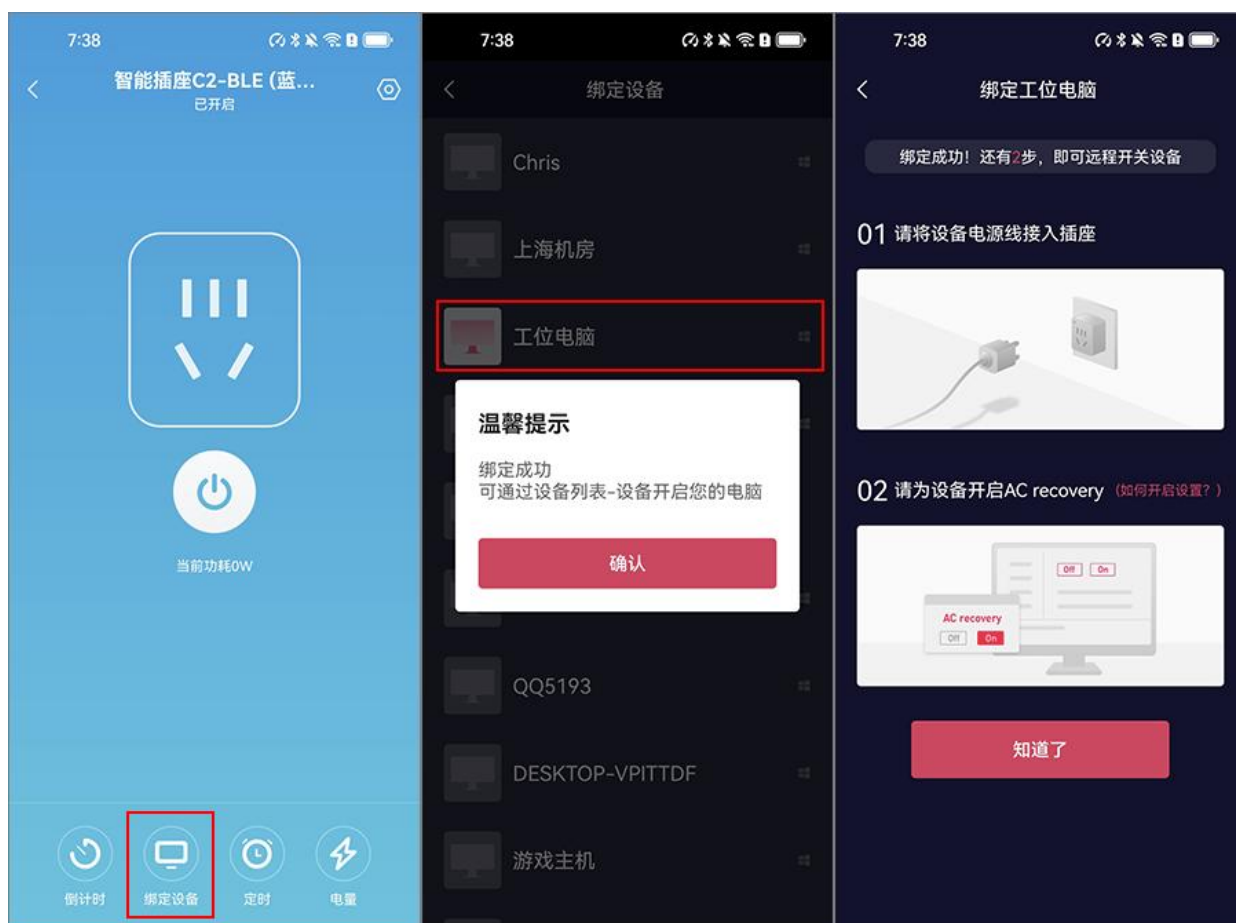 7:38
智能插座C2-BLE (蓝...
已开启
当前功耗0W
倒计时
绑定设备
定时
电量
7:38
绑定设备
Chris
上海机房
工位电脑
温馨提示
绑定成功
可通过设备列表-设备开启您的电脑
确认
QQ5193
DESKTOP-VPITTDF
游戏主机
7:38
绑定工位电脑
绑定成功！还有2步，即可远程开关设备
01 请将设备电源线接入插座
02 请为设备开启AC recovery (如何开启设置？)
Off On
AC recovery
Off On
知道了